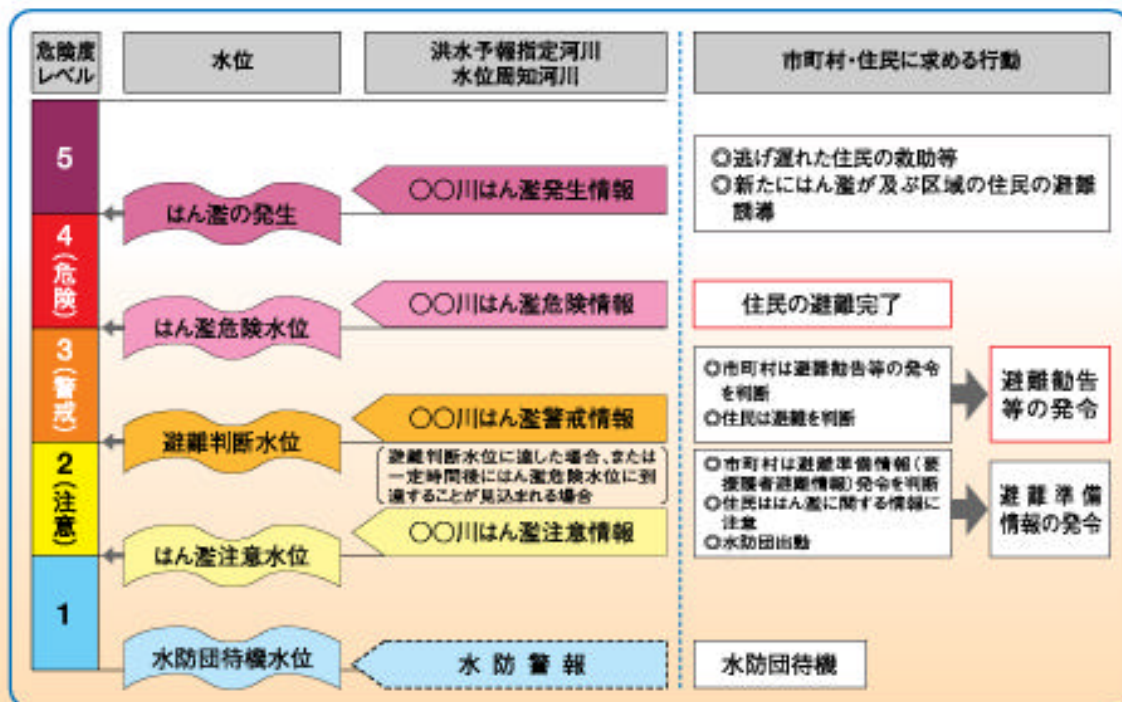 危険度
レベル
水位
洪水予報指定河川
水位周知河川
市町村・住民に求める行動
5
はん濫の発生
〇〇川はん濫発生情報
◎逃げ遅れた住民の救助等
◎新たにはん濫が及ぶ区域の住民の避難
誘導
4(危険)
はん濫危険水位
〇〇川はん濫危険情報
住民の避難完了
3(警戒)
避難判断水位
〇〇川はん濫警戒情報
避難判断水位に達した場合、または
一定時間後にはん濫危険水位に到
達することが見込まれる場合
◎市町村は避難勧告等の発令
を判断
◎住民は避難を判断
避難勧告
等の発令
2(注意)
はん濫注意水位
〇〇川はん濫注意情報
◎市町村は避難準備情報(要
援護者避難情報)発令を判断
◎住民ははん濫に関する情報に
注意
◎水防団出動
避難準備
情報の発令
1
水防団待機水位
水防警報
水防団待機